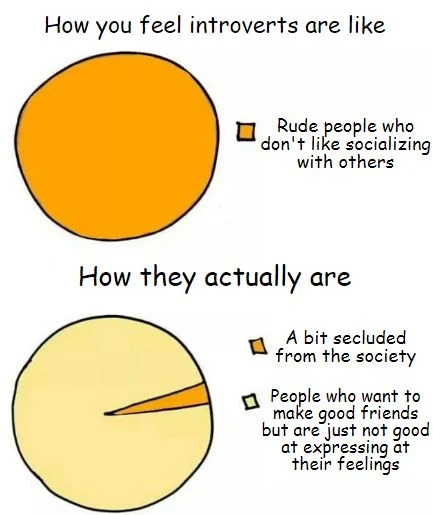 How you feel introverts are like
Rude people who
don't like socializing
with others
How they actually are
A bit secluded
from the society
People who want to
make good friends
but are just not good
at expressing at
their feelings